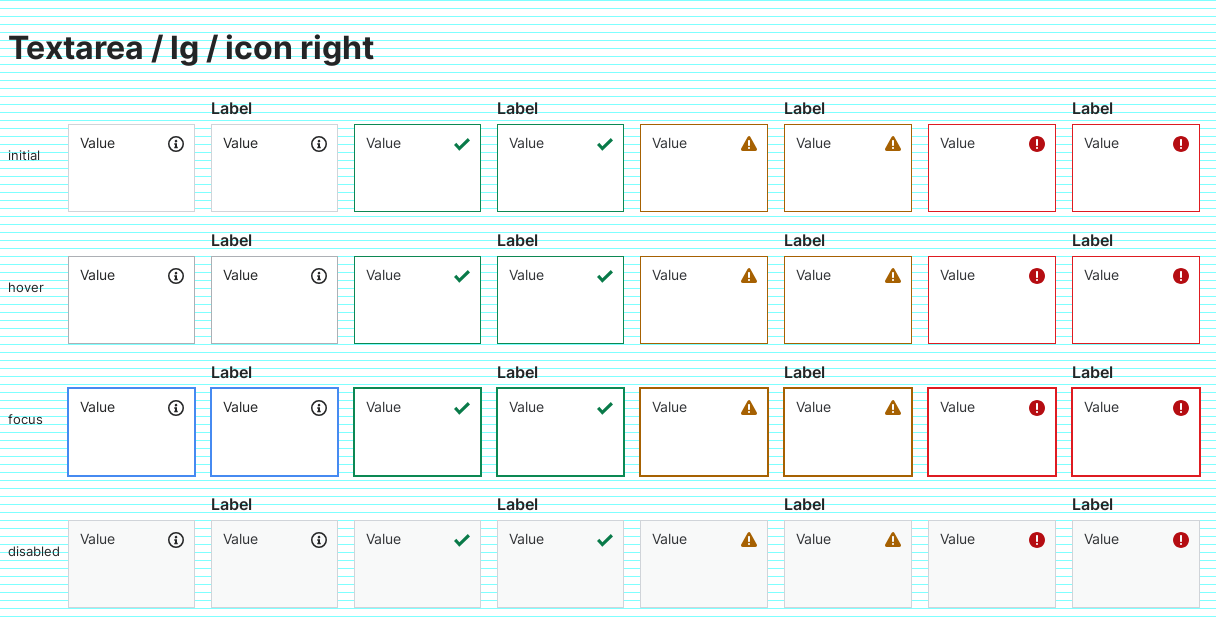 Textarea / lg / icon right
Label Label Label Label
initial Value Value Value Value Value Value Value Value
Label Label Label Label
hover Value Value Value Value Value Value Value Value
Label Label Label Label
focus Value Value Value Value Value Value Value Value
Label Label Label Label
disabled Value Value Value Value Value Value Value Value